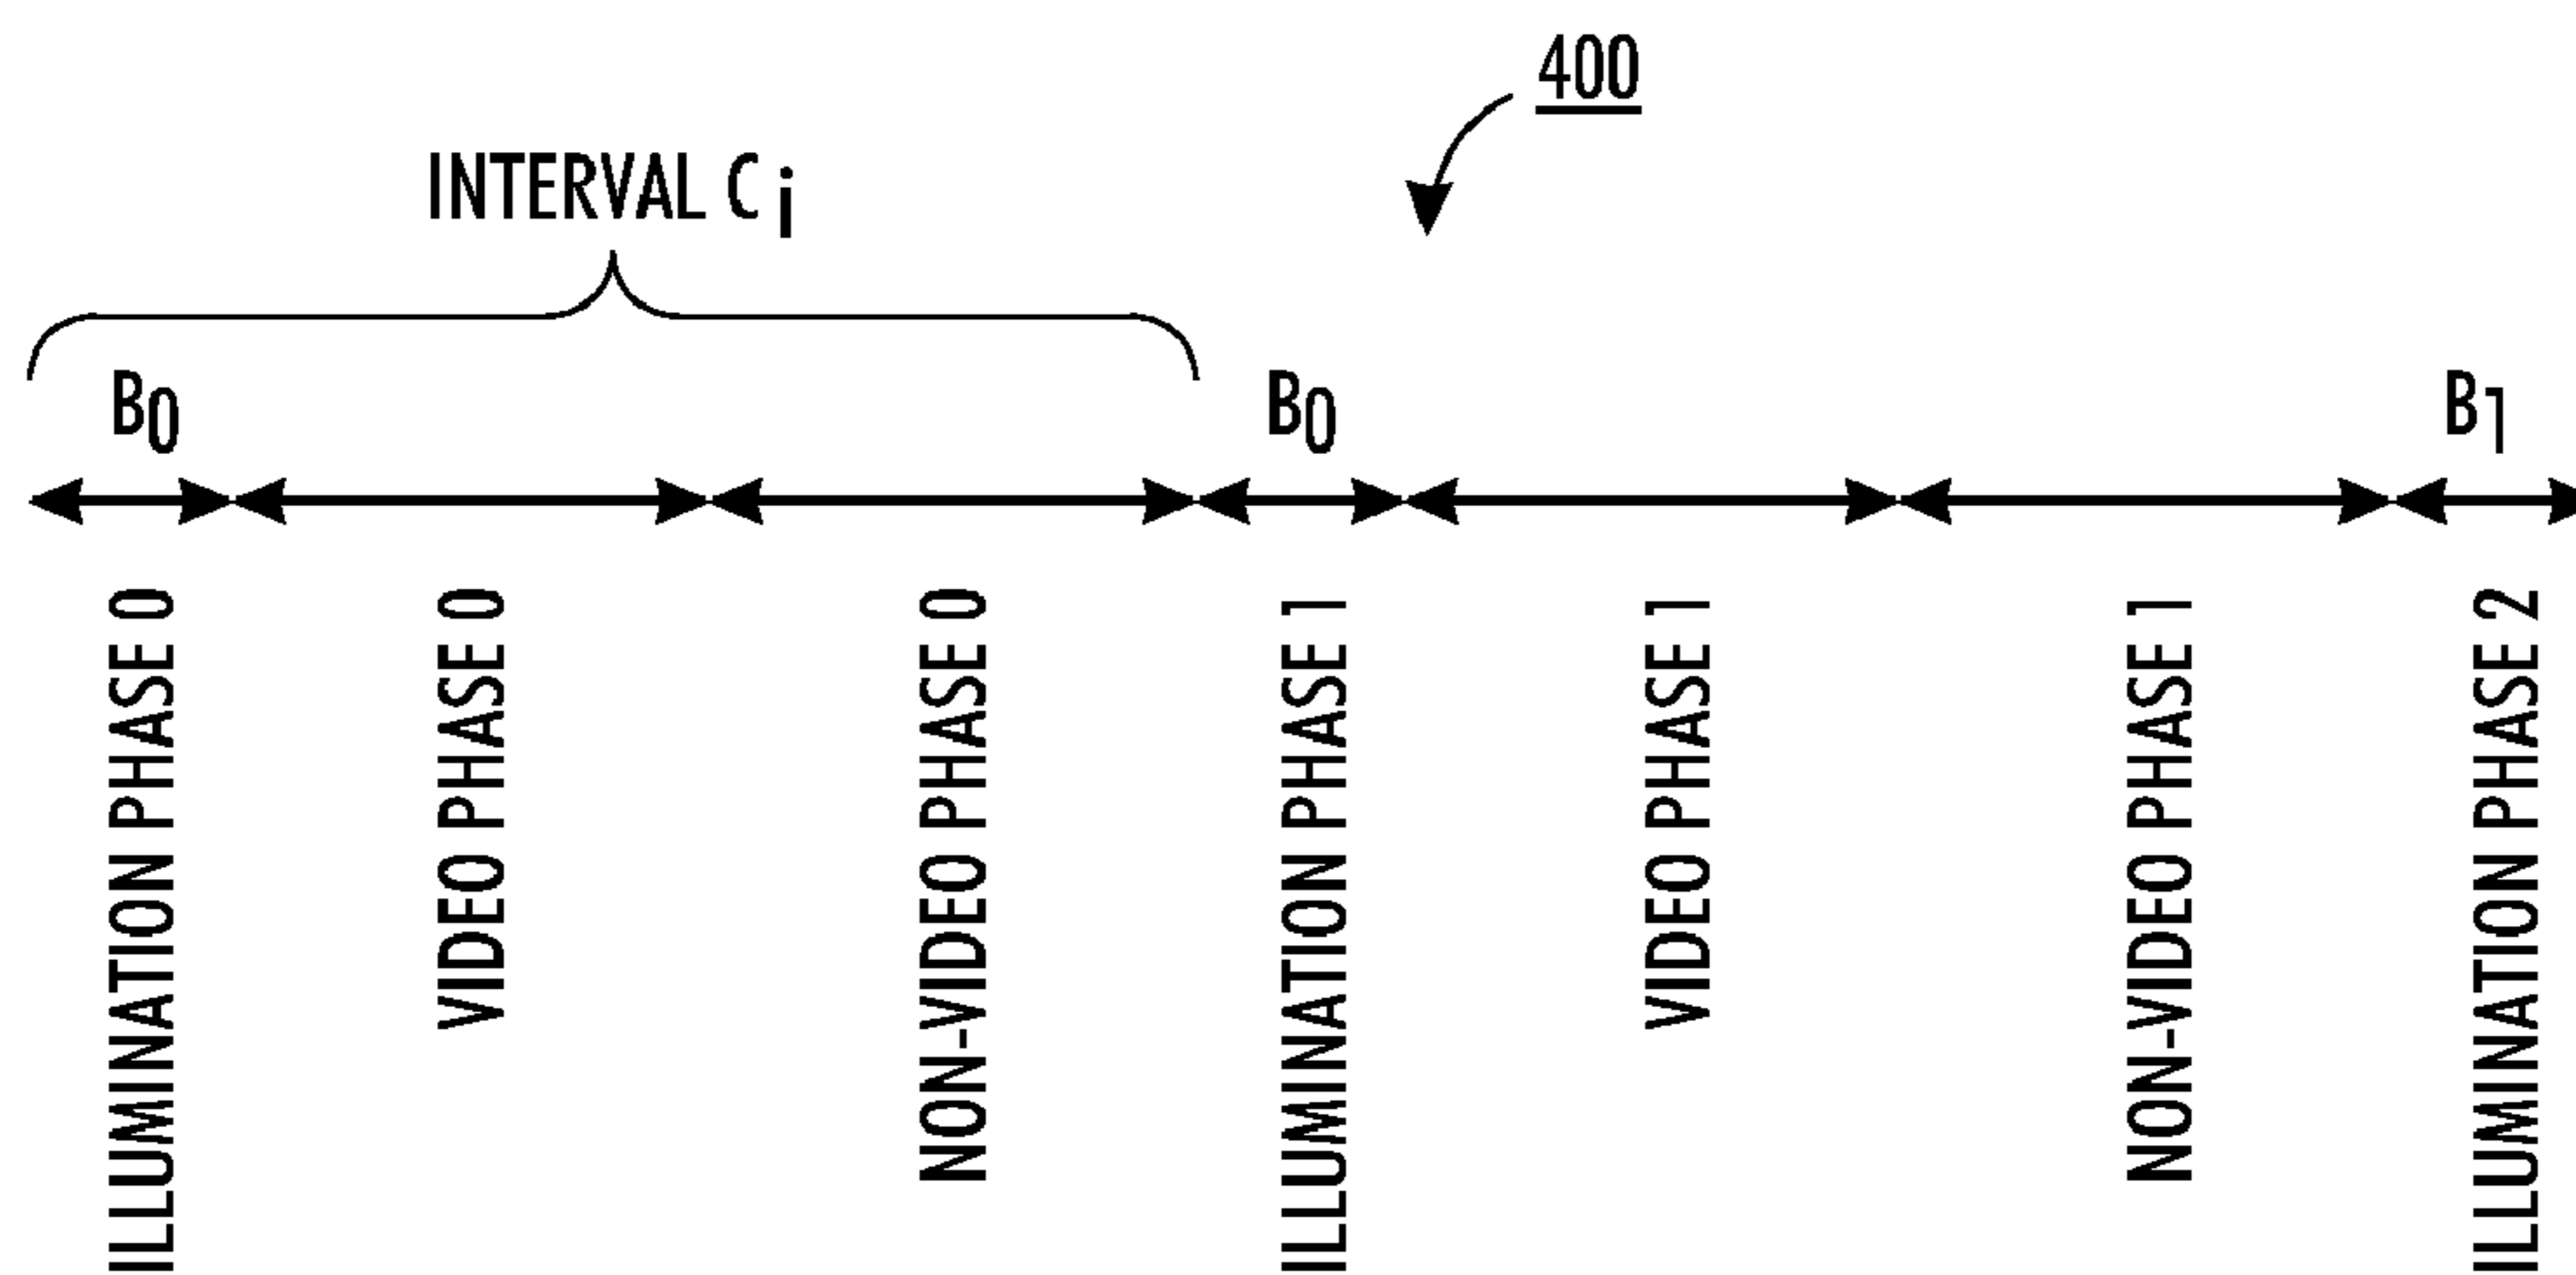 400
INTERVAL Ci
B0
B0
B1
ILLUMINATION PHASE 0
VIDEO PHASE 0
NON-VIDEO PHASE 0
ILLUMINATION PHASE 1
VIDEO PHASE 1
NON-VIDEO PHASE 1
ILLUMINATION PHASE 2